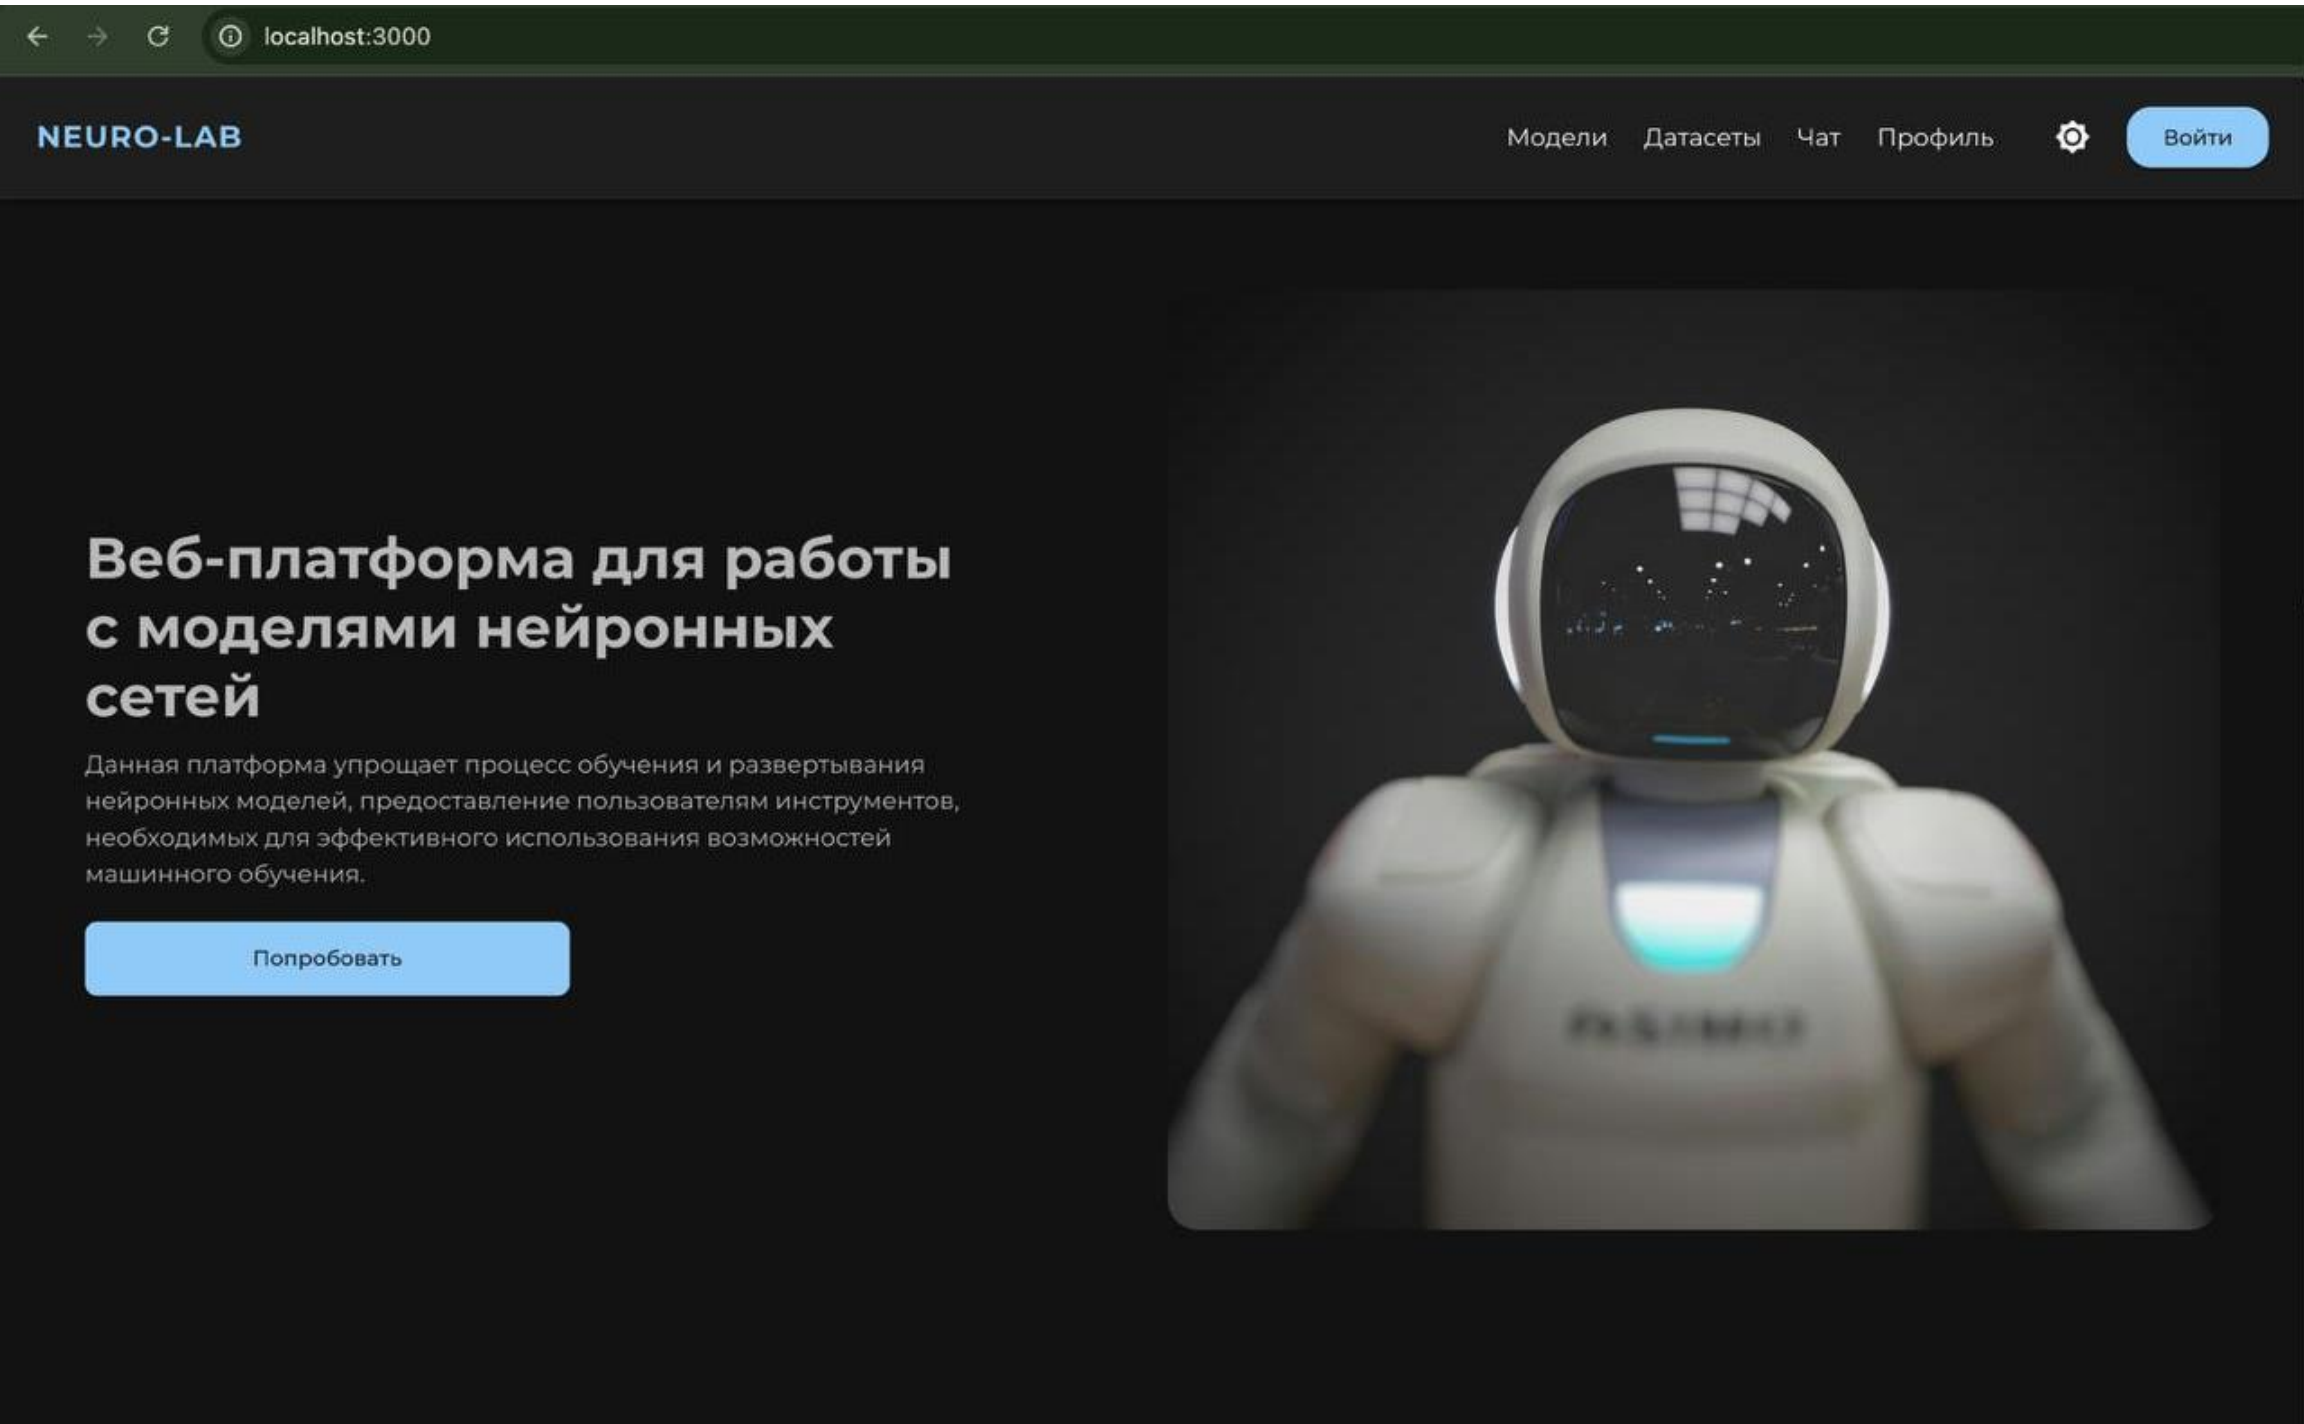 localhost:3000
NEURO-LAB
Модели Датасеты Чат Профиль Войти
Веб-платформа для работы
с моделями нейронных
сетей
Данная платформа упрощает процесс обучения и развертывания
нейронных моделей, предоставление пользователям инструментов,
необходимых для эффективного использования возможностей
машинного обучения.
Попробовать
ASIMO